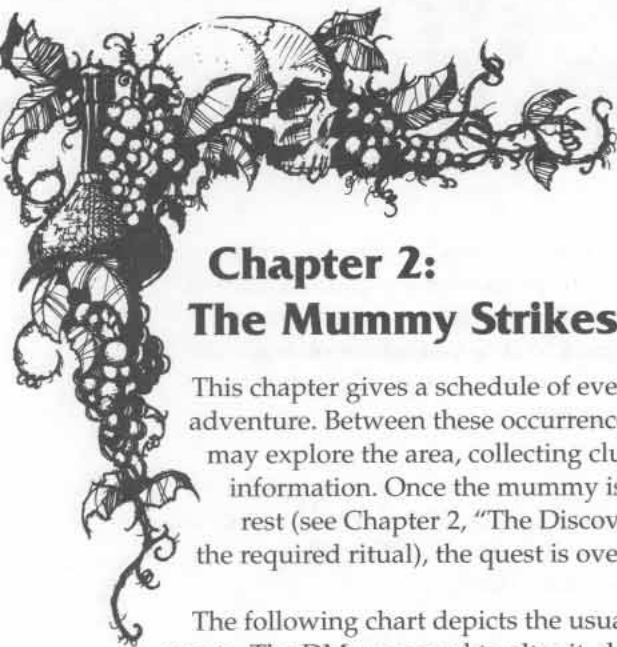 Chapter 2:
The Mummy Strikes
This chapter gives a schedule of eve
adventure. Between these occurrenc
may explore the area, collecting clu
information. Once the mummy is
rest (see Chapter 2, "The Discov
the required ritual), the quest is ove
The following chart depicts the usua